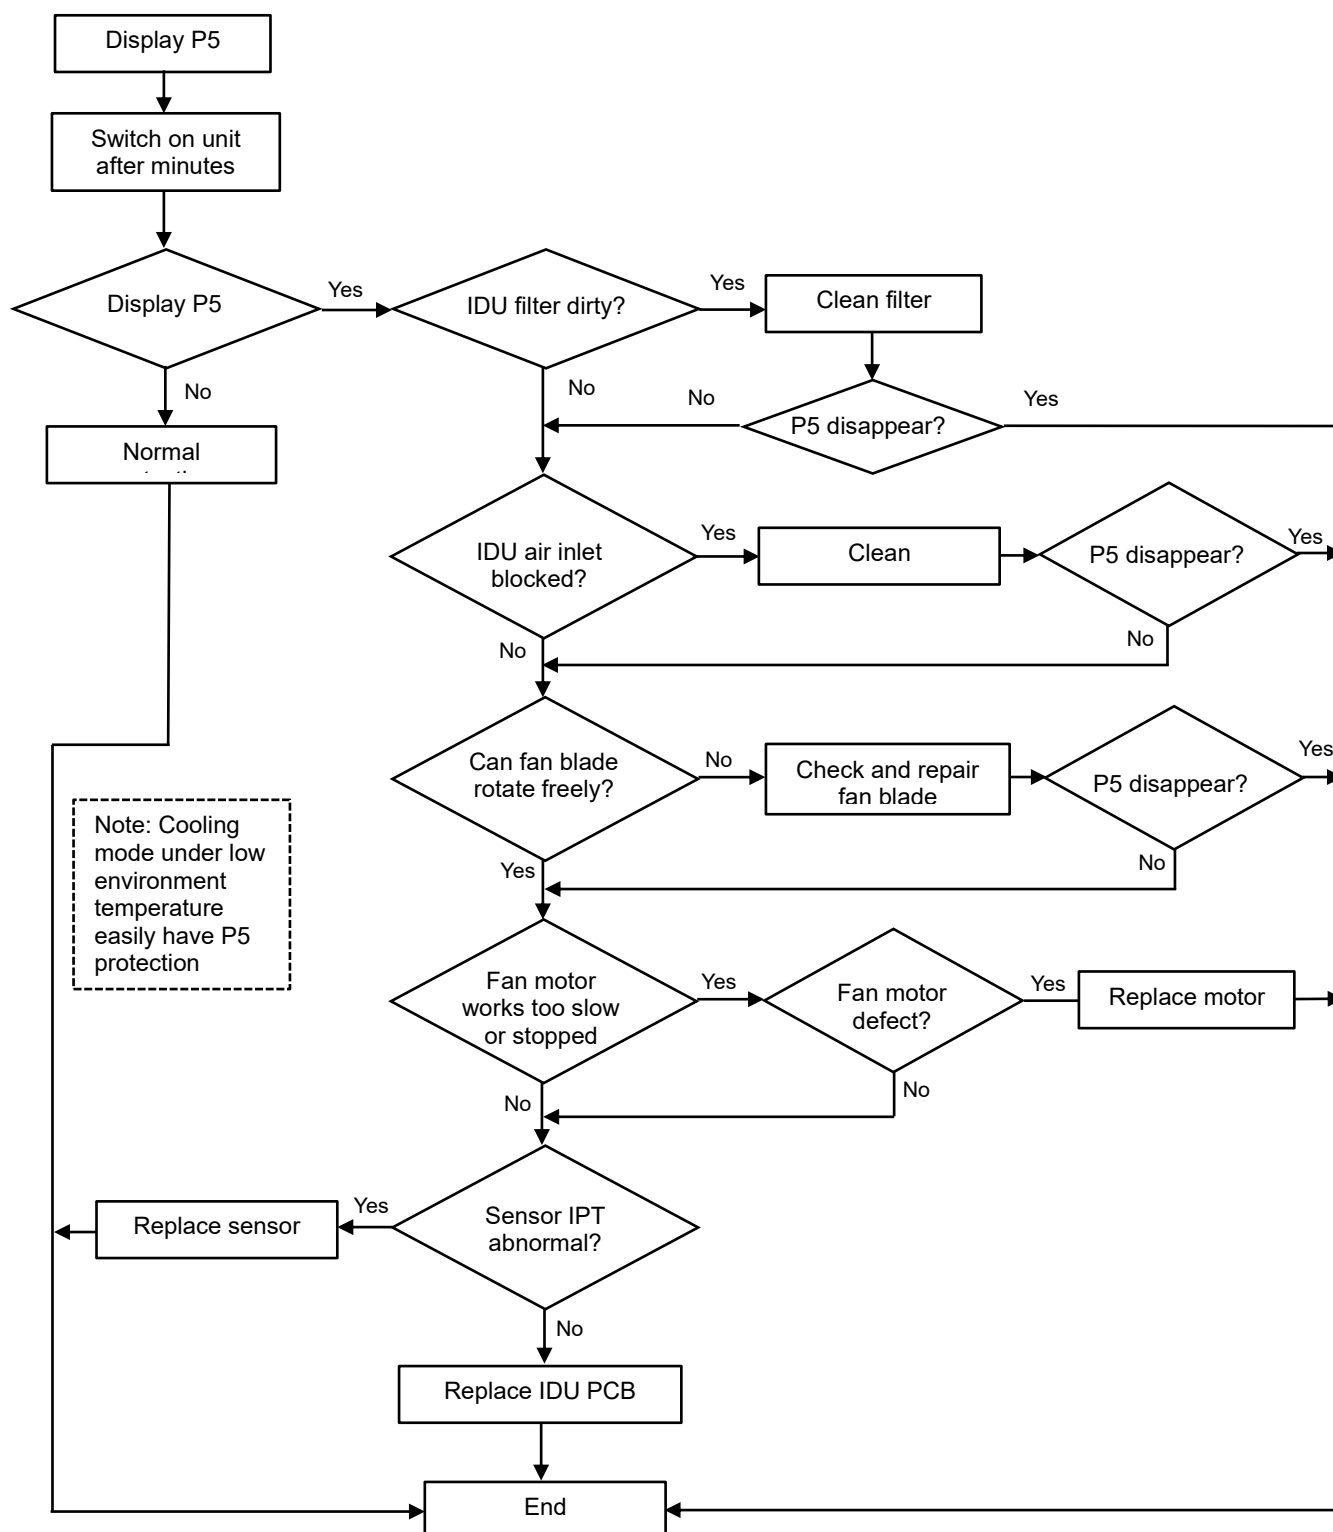 Display P5
Switch on unit
after minutes
Display P5
Yes
IDU filter dirty?
Yes
Clean filter
No
No
No
P5 disappear?
Yes
Normal
IDU air inlet
blocked?
Yes
Clean
P5 disappear?
Yes
No
No
Can fan blade
rotate freely?
No
Check and repair
fan blade
P5 disappear?
Yes
Yes
No
Note: Cooling
mode under low
environment
temperature
easily have P5
protection
Fan motor
works too slow
or stopped
Yes
Fan motor
defect?
Yes
Replace motor
No
No
Replace sensor
Yes
Sensor IPT
abnormal?
No
Replace IDU PCB
End